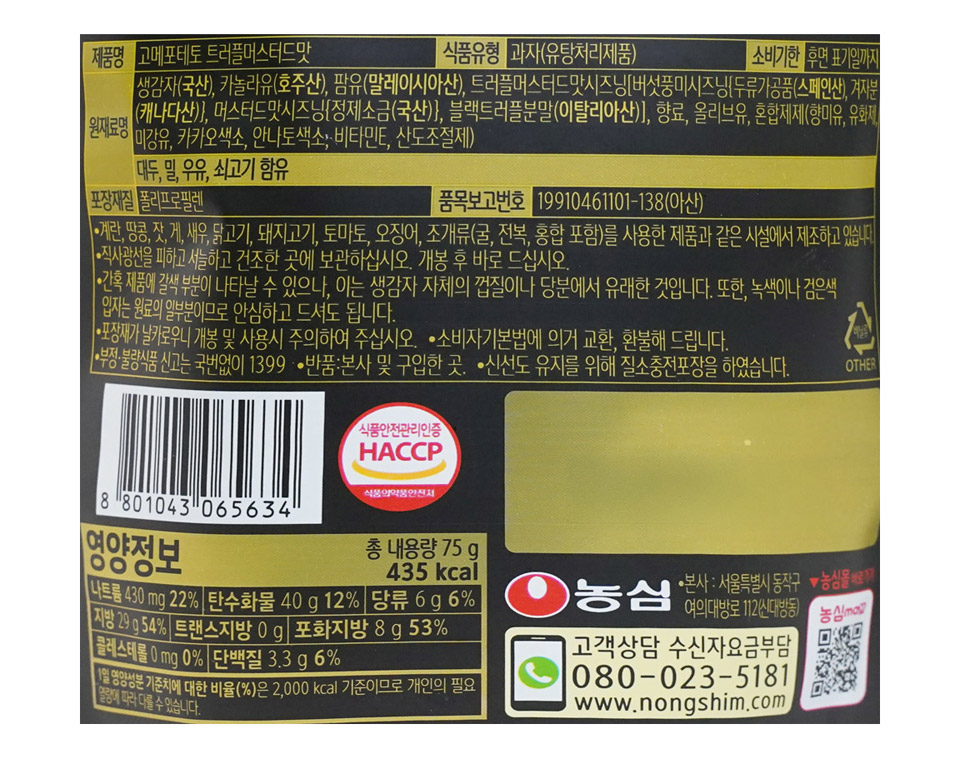 제품명 고메포테토 트러플머스터드맛 식품유형 과자(유탕처리제품) 소비기한 후면 표기일까지
원재료명 생감자(국산), 카놀라유(호주산), 팜유(말레이시아산), 트러플머스터드맛시즈닝[버섯풍미시즈닝{두류가공품(스페인산), 겨자분
(캐나다산)}, 머스터드맛시즈닝{정제소금(국산)}, 블랙트러플분말(이탈리아산)], 향료, 올리브유, 혼합제제(향미유, 유화제,
미강유, 카카오색소, 안나토색소, 비타민E, 산도조절제)
대두, 밀, 우유, 쇠고기 함유
포장재질 폴리프로필렌 품목보고번호 19910461101-138(아산)
•계란, 땅콩, 잣, 게, 새우, 닭고기, 돼지고기, 토마토, 오징어, 조개류(굴, 전복, 홍합 포함)를 사용한 제품과 같은 시설에서 제조하고 있습니다.
•직사광선을 피하고 서늘하고 건조한 곳에 보관하십시오. 개봉 후 바로 드십시오.
•간혹 제품에 갈색 부분이 나타날 수 있으나, 이는 생감자 자체의 껍질이나 당분에서 유래한 것입니다. 또한, 녹색이나 검은색
입자는 원료의 일부분이므로 안심하고 드셔도 됩니다.
•포장재가 날카로우니 개봉 및 사용시 주의하여 주십시오. •소비자기본법에 의거 교환, 환불해 드립니다.
•부정·불량식품 신고는 국번없이 1399 •반품:본사 및 구입한 곳. •신선도 유지를 위해 질소충전포장을 하였습니다.
비닐류
OTHER
8 801043 065634
식품안전관리인증
HACCP
식품의약품안전처
영양정보 총 내용량 75 g
435 kcal
나트륨 430 mg 22% 탄수화물 40 g 12% 당류 6 g 6%
지방 29 g 54% 트랜스지방 0 g 포화지방 8 g 53%
콜레스테롤 0 mg 0% 단백질 3.3 g 6%
1일 영양성분 기준치에 대한 비율(%)은 2,000 kcal 기준이므로 개인의 필요
열량에 따라 다를 수 있습니다.
농심 •본사 : 서울특별시 동작구
여의대방로 112(신대방동)
▼농심몰 바로가기
농심mall
고객상담 수신자요금부담
080-023-5181
www.nongshim.com